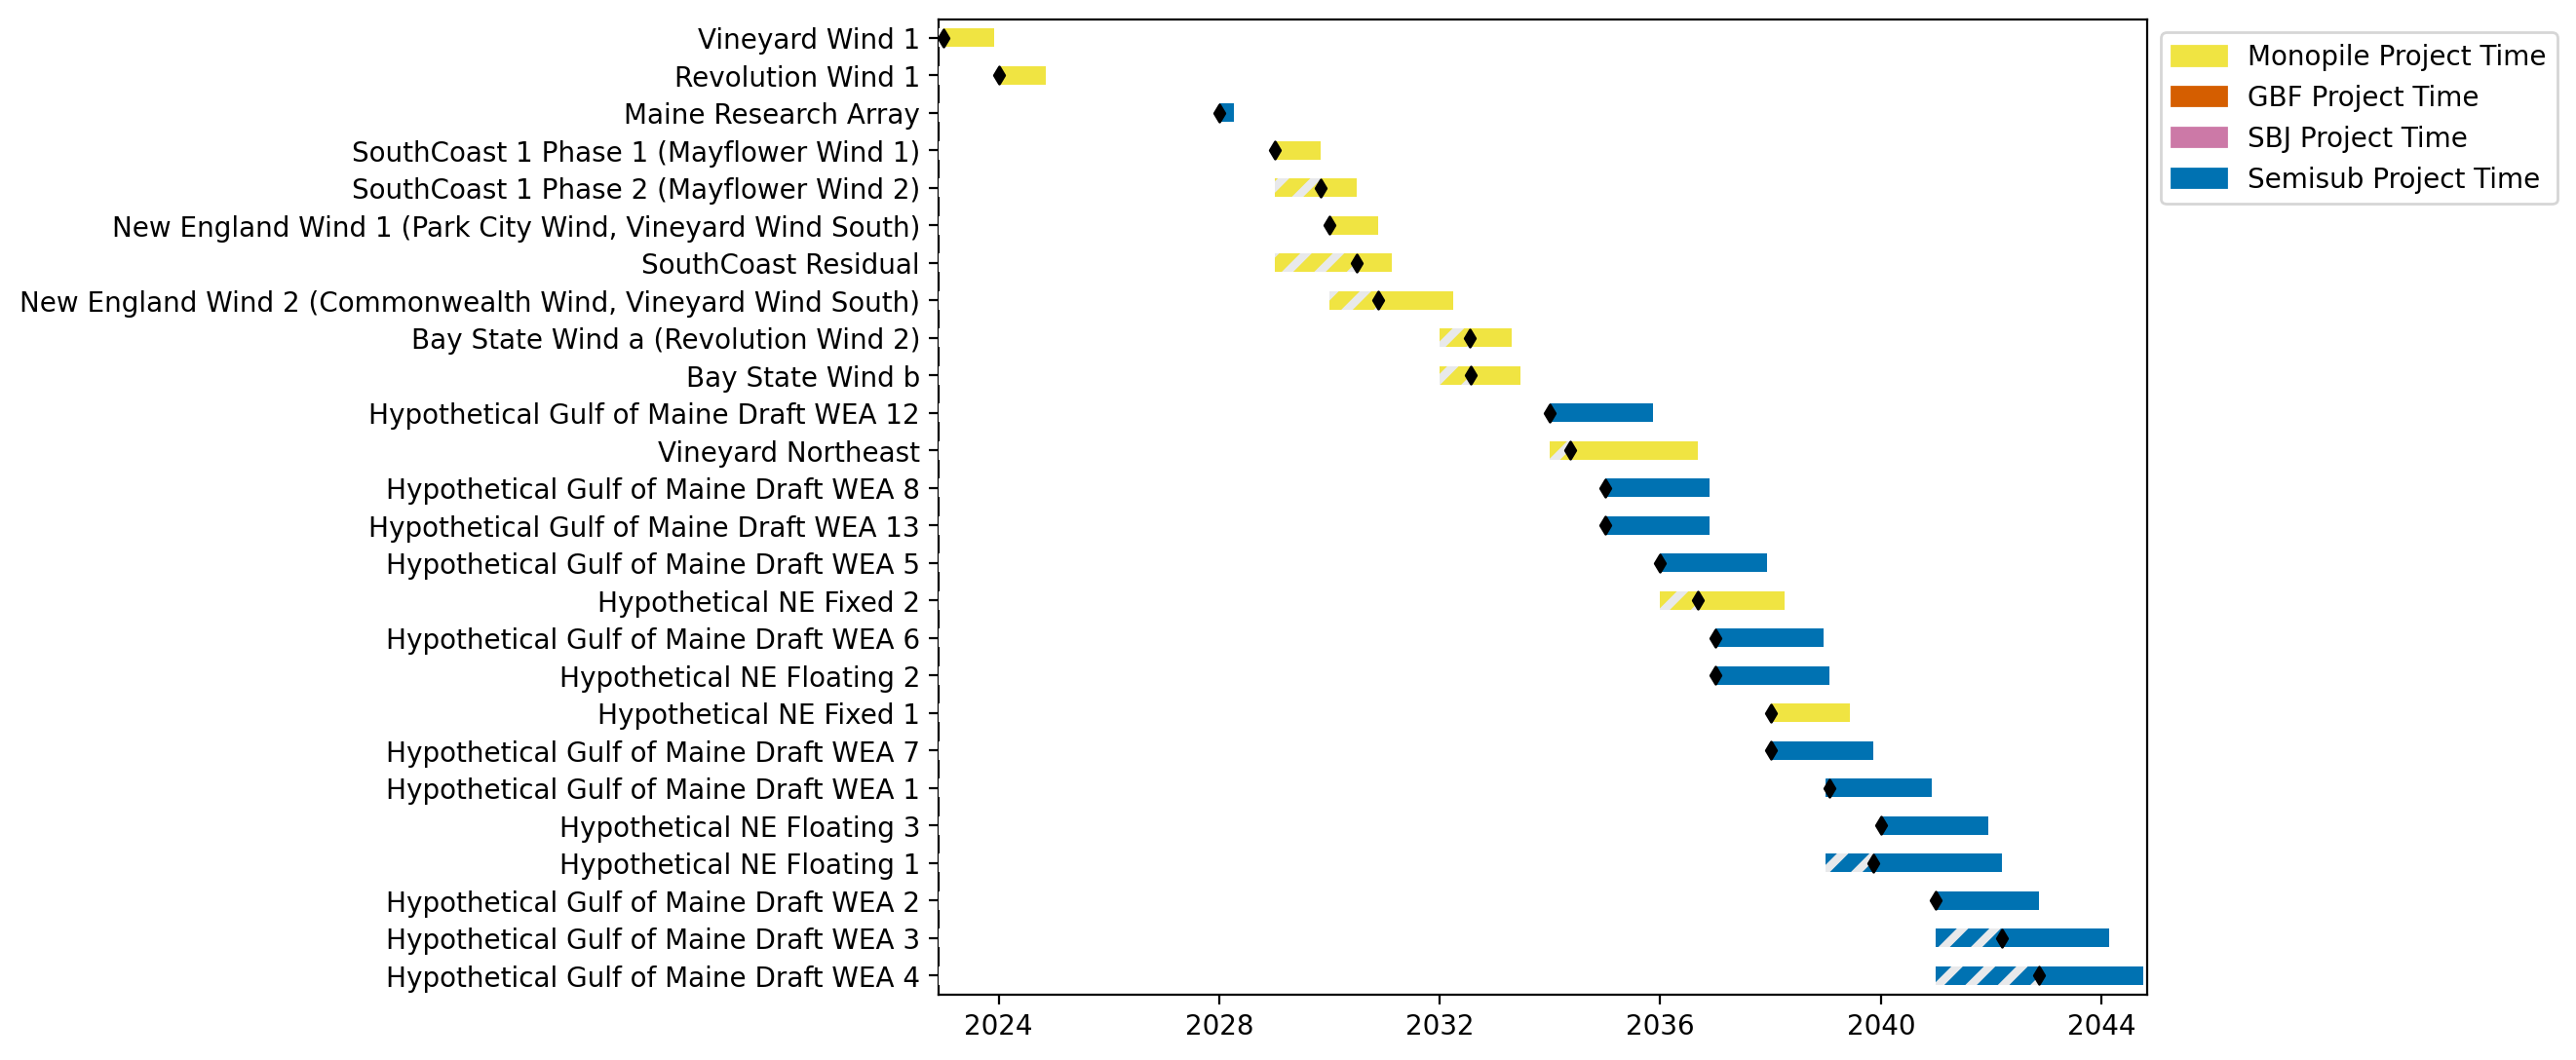 Vineyard Wind 1
Revolution Wind 1
Maine Research Array
SouthCoast 1 Phase 1 (Mayflower Wind 1)
SouthCoast 1 Phase 2 (Mayflower Wind 2)
New England Wind 1 (Park City Wind, Vineyard Wind South)
SouthCoast Residual
New England Wind 2 (Commonwealth Wind, Vineyard Wind South)
Bay State Wind a (Revolution Wind 2)
Bay State Wind b
Hypothetical Gulf of Maine Draft WEA 12
Vineyard Northeast
Hypothetical Gulf of Maine Draft WEA 8
Hypothetical Gulf of Maine Draft WEA 13
Hypothetical Gulf of Maine Draft WEA 5
Hypothetical NE Fixed 2
Hypothetical Gulf of Maine Draft WEA 6
Hypothetical NE Floating 2
Hypothetical NE Fixed 1
Hypothetical Gulf of Maine Draft WEA 7
Hypothetical Gulf of Maine Draft WEA 1
Hypothetical NE Floating 3
Hypothetical NE Floating 1
Hypothetical Gulf of Maine Draft WEA 2
Hypothetical Gulf of Maine Draft WEA 3
Hypothetical Gulf of Maine Draft WEA 4
2024 2028 2032 2036 2040 2044
Monopile Project Time
GBF Project Time
SBJ Project Time
Semisub Project Time